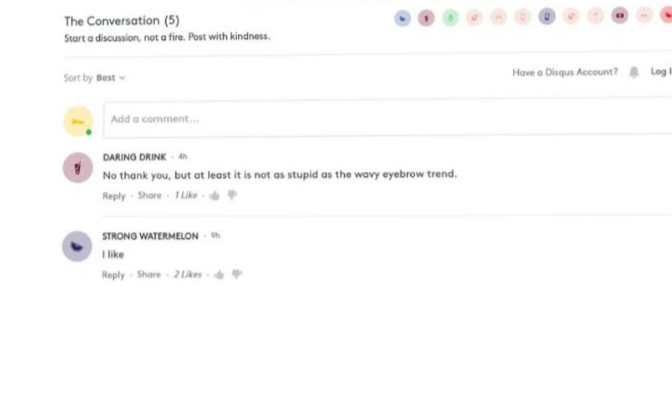 The Conversation (5)
Start a discussion, not a fire. Post with kindness.
Sort by Best
Have a Disqus Account?
Log
Add a comment...
DARING DRINK · 4h
No thank you, but at least it is not as stupid as the wavy eyebrow trend.
Reply · Share · 1 Like ·
STRONG WATERMELON · 9h
I like
Reply · Share · 2 Likes ·